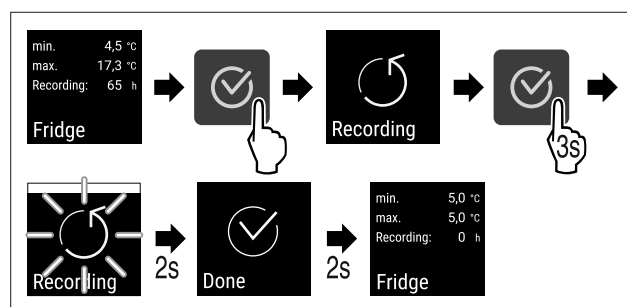 min. 4,5 °C
max. 17,3 °C
Recording: 65 h
Fridge
Recording
3s
Recording
2s
Done
2s
min. 5,0 °C
max. 5,0 °C
Recording: 0 h
Fridge